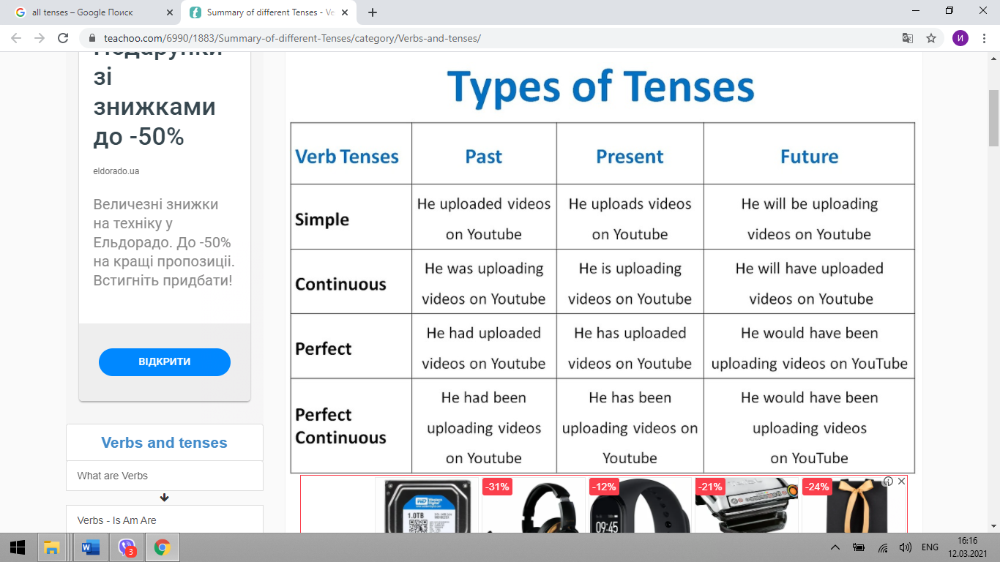 all tenses – Google Поиск
Summary of different Tenses - Ve
teachoo.com/6990/1883/Summary-of-different-Tenses/category/Verbs-and-tenses/
И
Подарунки
зі
знижками
до -50%
eldorado.ua
Величезні знижки
на техніку у
Ельдорадо. До -50%
на кращі пропозиції.
Встигніть придбати!
ВІДКРИТИ
Verbs and tenses
What are Verbs
Verbs - Is Am Are
Types of Tenses
Verb Tenses Past Present Future
Simple
He uploaded videos
on Youtube
He uploads videos
on Youtube
He will be uploading
videos on Youtube
Continuous
He was uploading
videos on Youtube
He is uploading
videos on Youtube
He will have uploaded
videos on Youtube
Perfect
He had uploaded
videos on Youtube
He has uploaded
videos on Youtube
He would have been
uploading videos on YouTube
Perfect
Continuous
He had been
uploading videos
on Youtube
He has been
uploading videos on
Youtube
He would have been
uploading videos
on YouTube
-31%
-12%
-21%
-24%
WD Western
Digital
1.0TB
09:45
3
ENG
16:16
12.03.2021